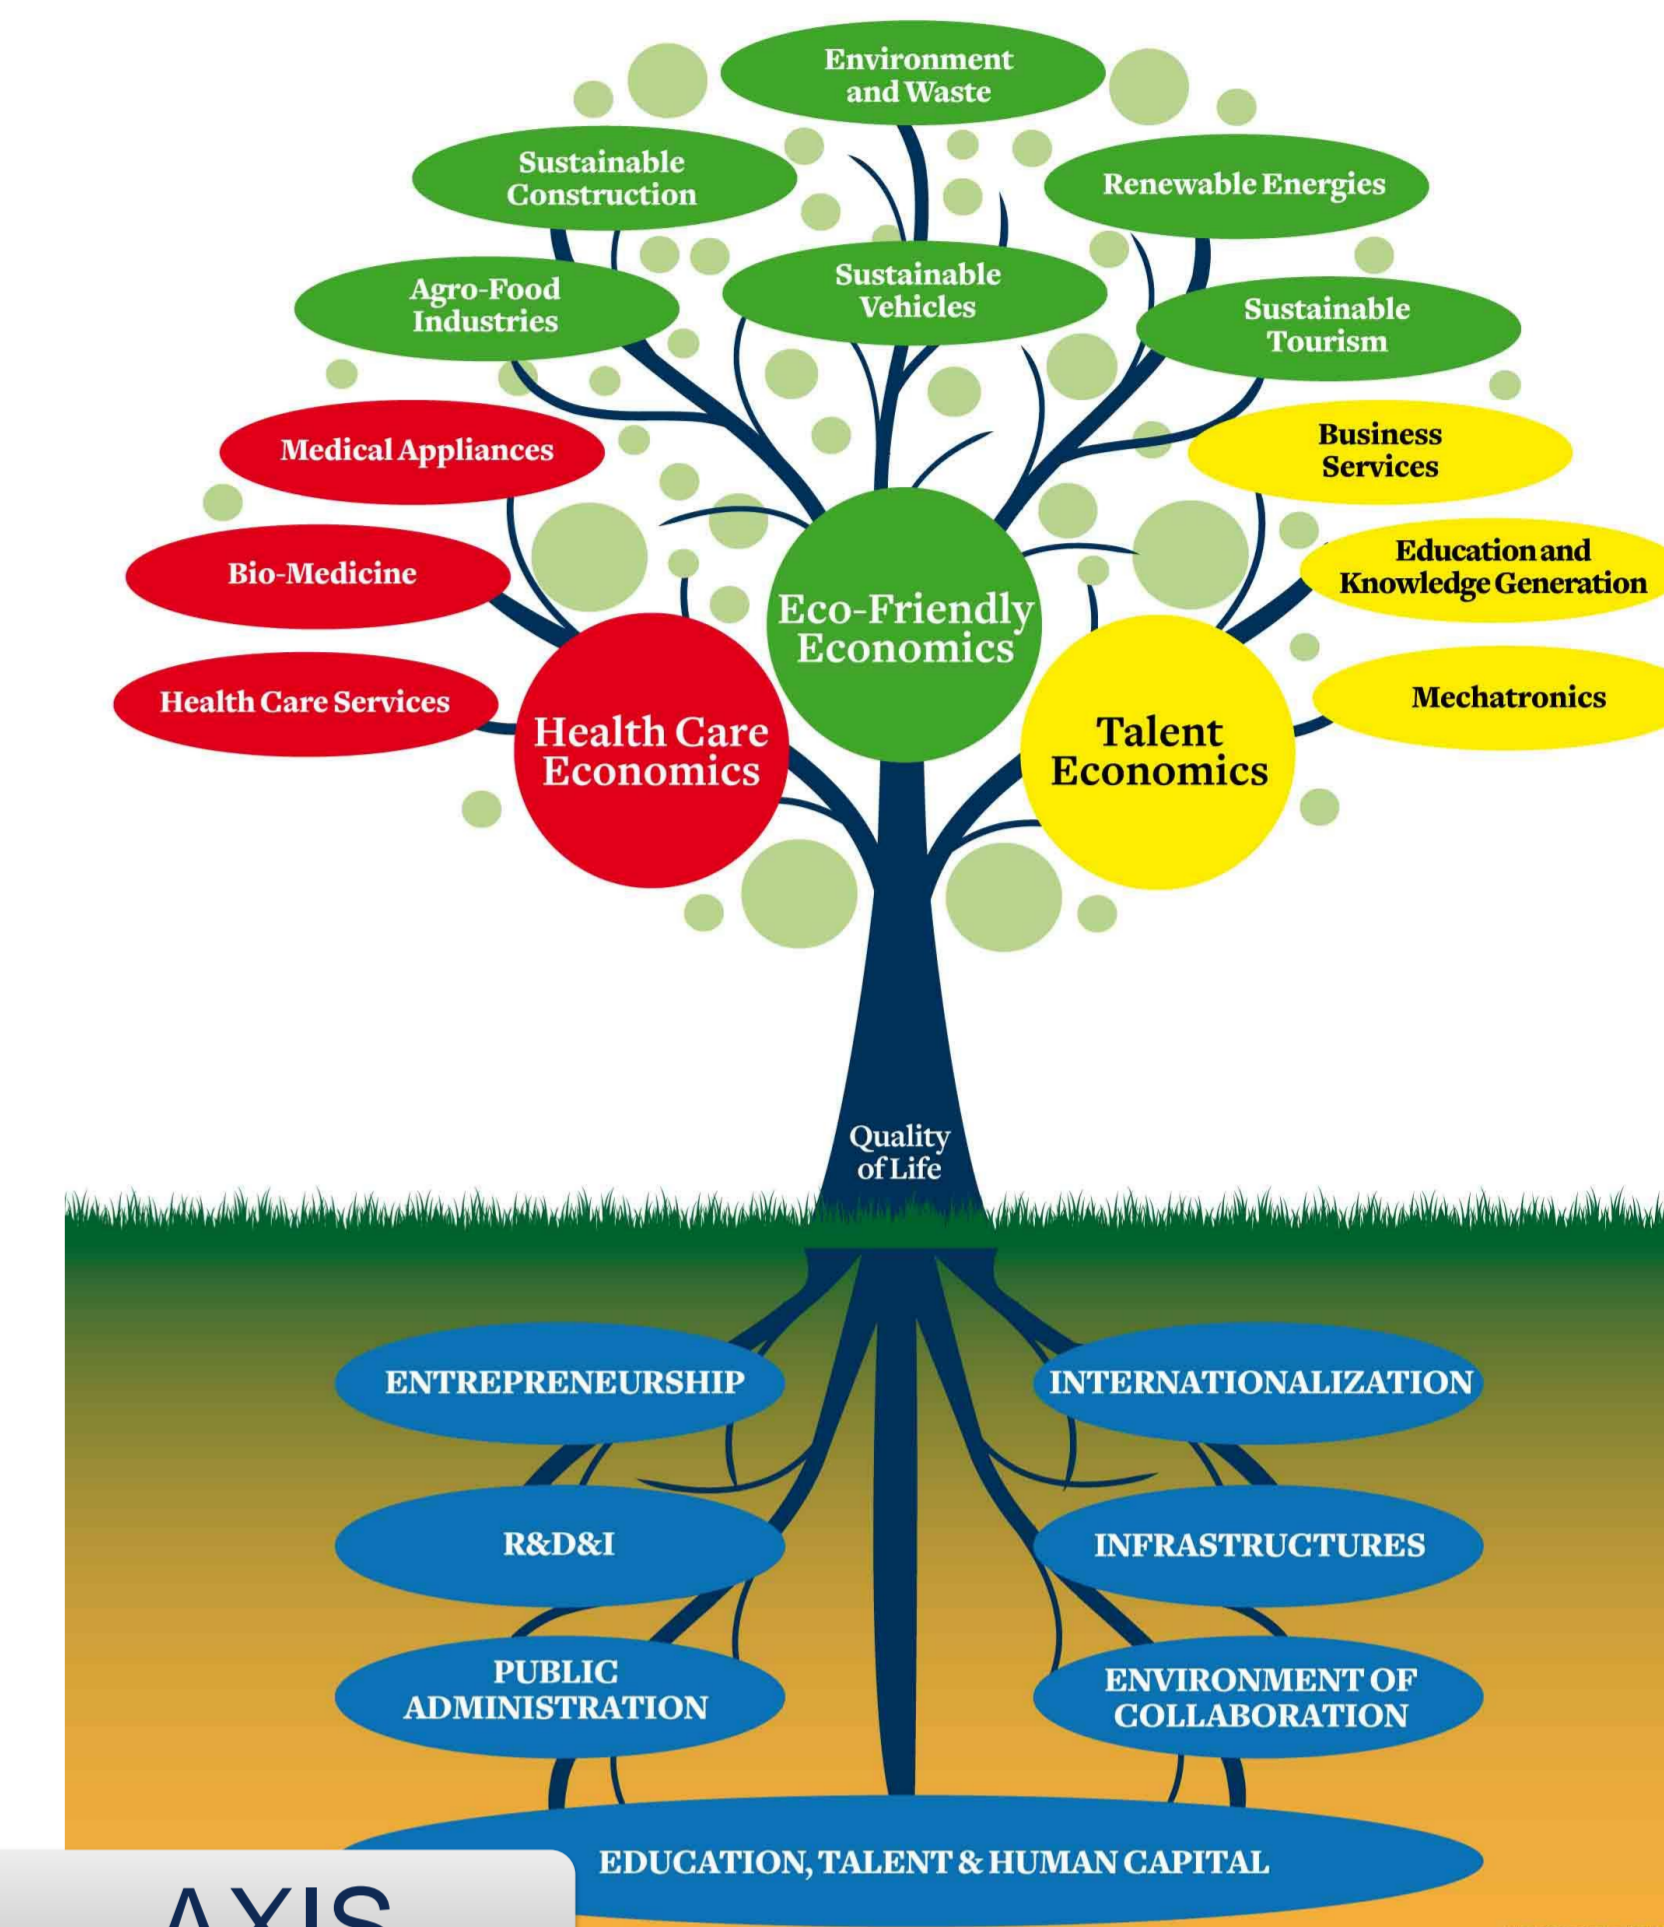 Environment
and Waste
Sustainable
Construction
Renewable Energies
Agro-Food
Industries
Sustainable
Vehicles
Sustainable
Tourism
Medical Appliances
Business
Services
Bio-Medicine
Education and
Knowledge Generation
Eco-Friendly
Economics
Health Care Services
Mechatronics
Health Care
Economics
Talent
Economics
Quality
of Life
ENTREPRENEURSHIP
INTERNATIONALIZATION
R&D&I
INFRASTRUCTURES
PUBLIC
ADMINISTRATION
ENVIRONMENT OF
COLLABORATION
EDUCATION, TALENT & HUMAN CAPITAL
AXIS